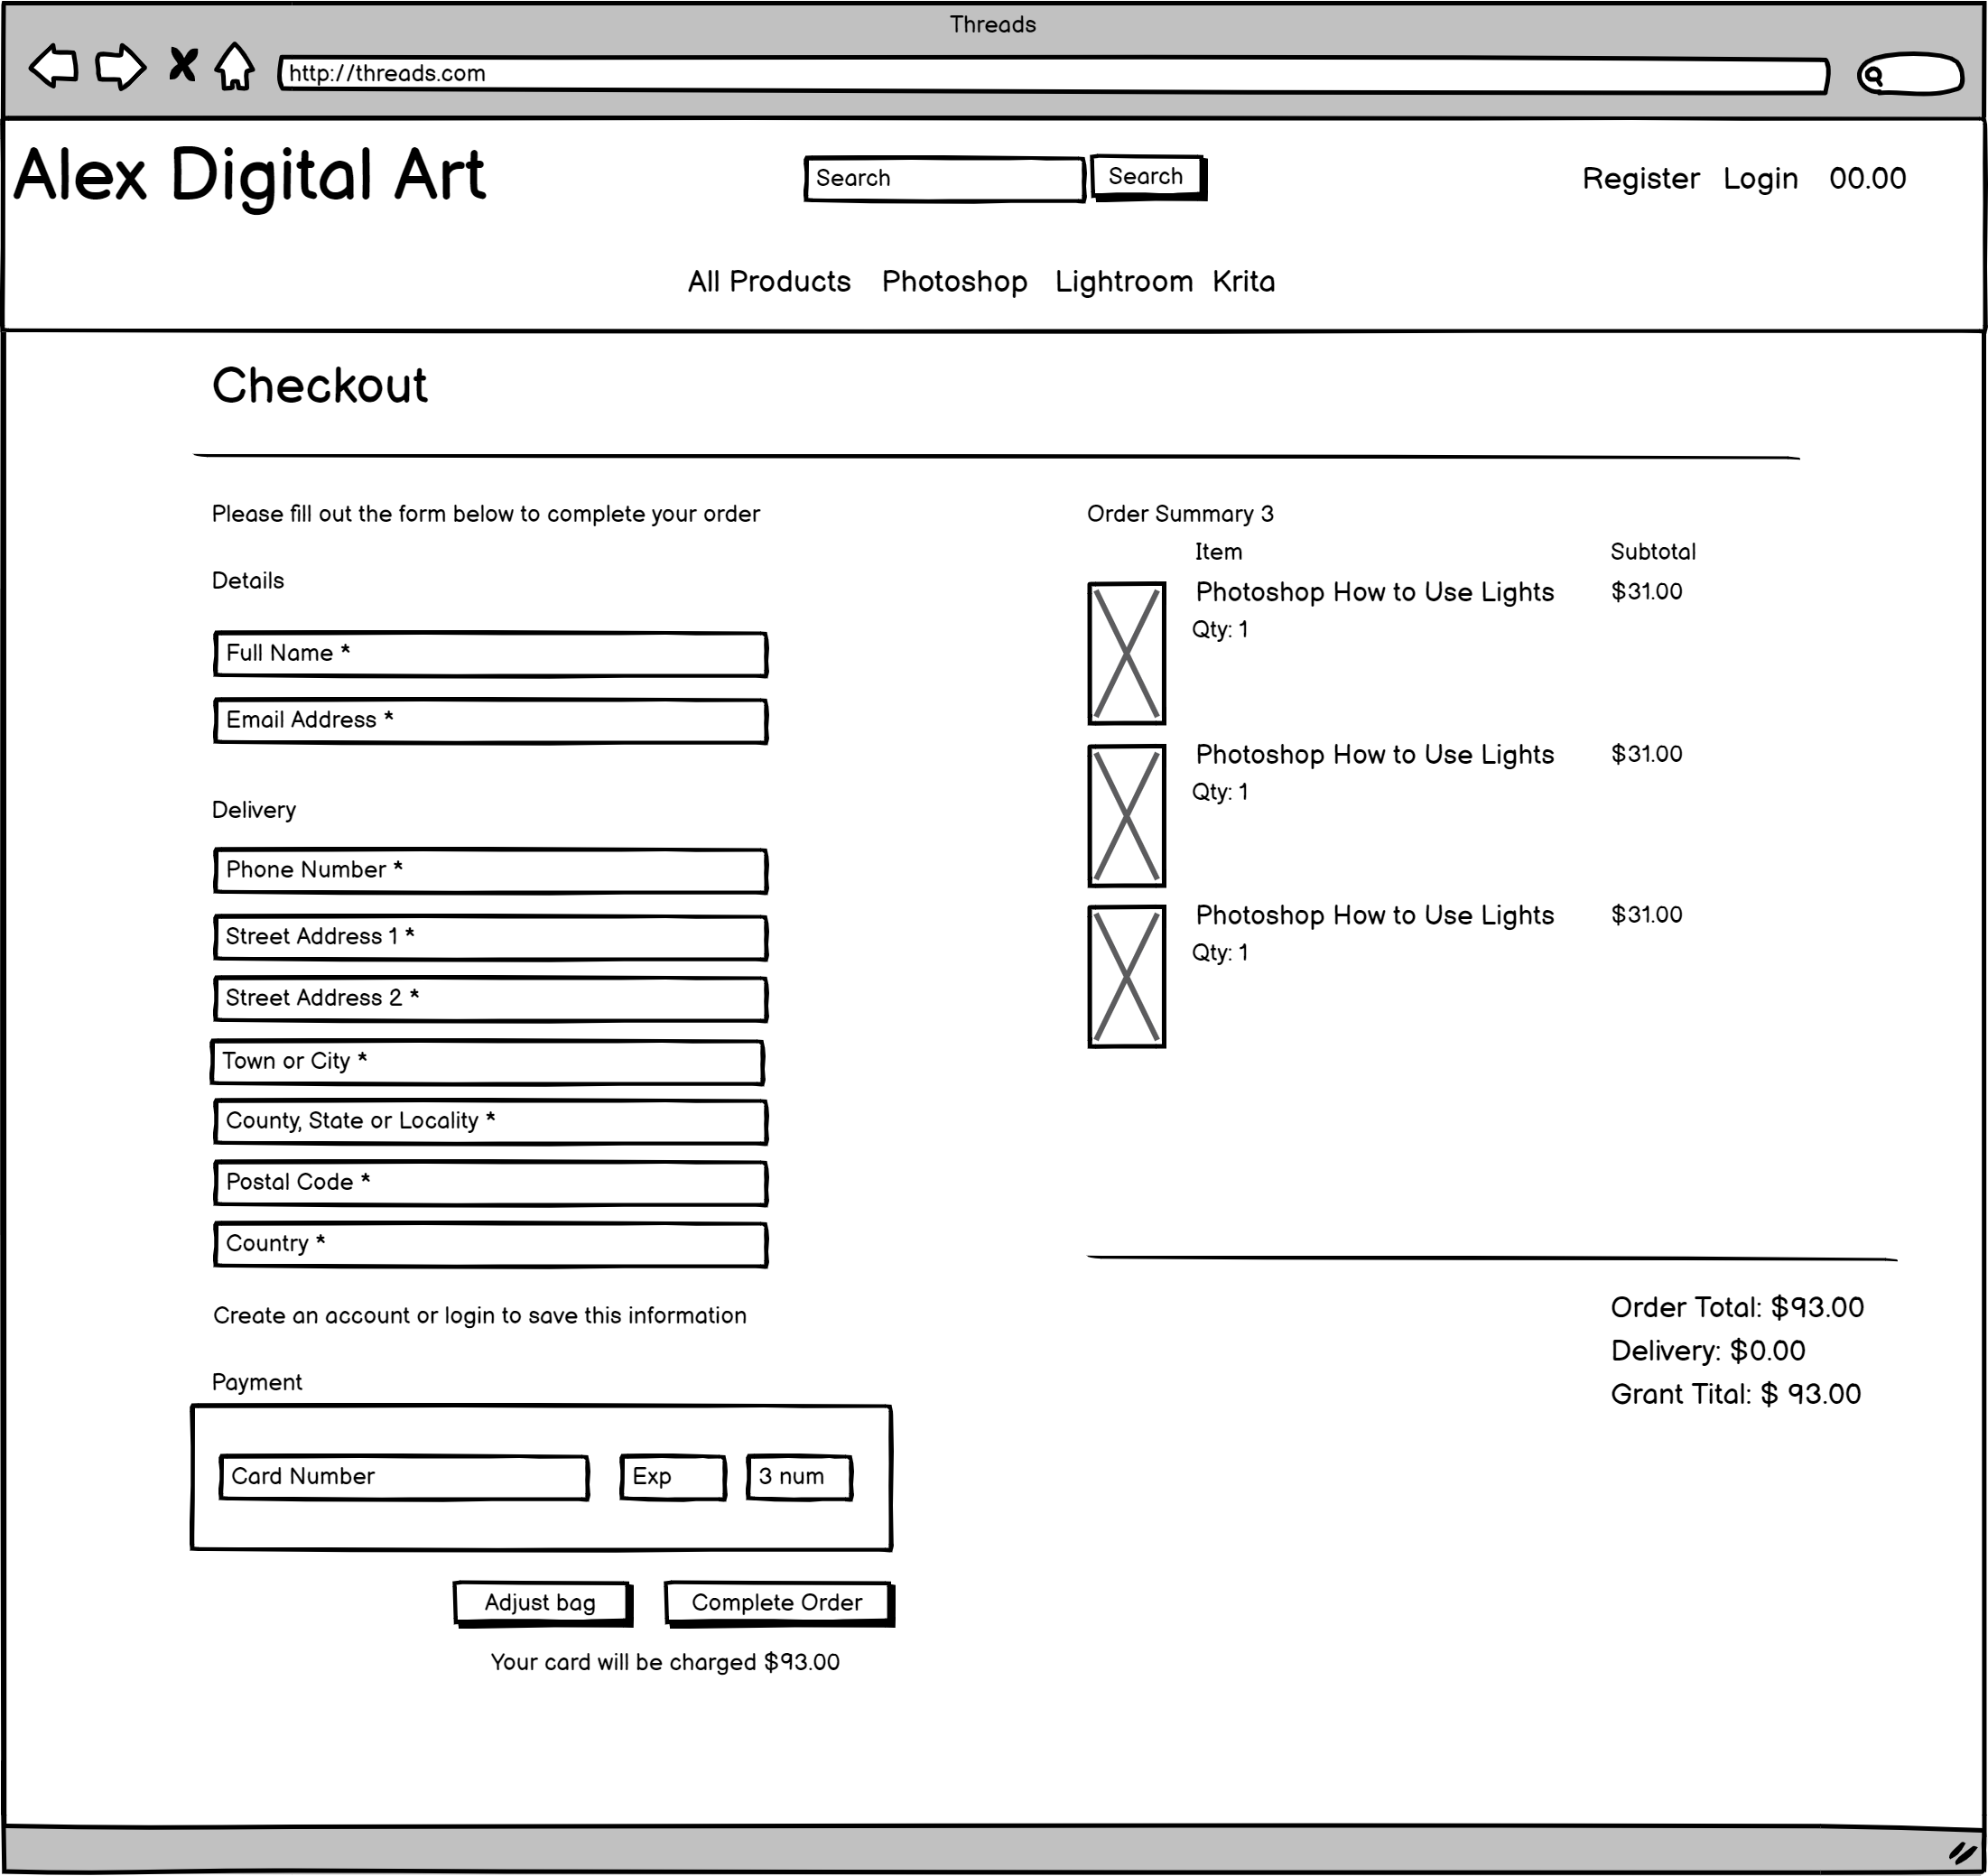 Threads
http://threads.com
Alex Digital Art
Search
Search
Register Login 00.00
All Products Photoshop Lightroom Krita
Checkout
Please fill out the form below to complete your order
Details
Full Name *
Email Address *
Delivery
Phone Number *
Street Address 1 *
Street Address 2 *
Town or City *
County, State or Locality *
Postal Code *
Country *
Create an account or login to save this information
Payment
Card Number
Exp
3 num
Adjust bag
Complete Order
Your card will be charged $93.00
Order Summary 3
Item Subtotal
Photoshop How to Use Lights $31.00
Qty: 1
Photoshop How to Use Lights $31.00
Qty: 1
Photoshop How to Use Lights $31.00
Qty: 1
Order Total: $93.00
Delivery: $0.00
Grant Tital: $ 93.00